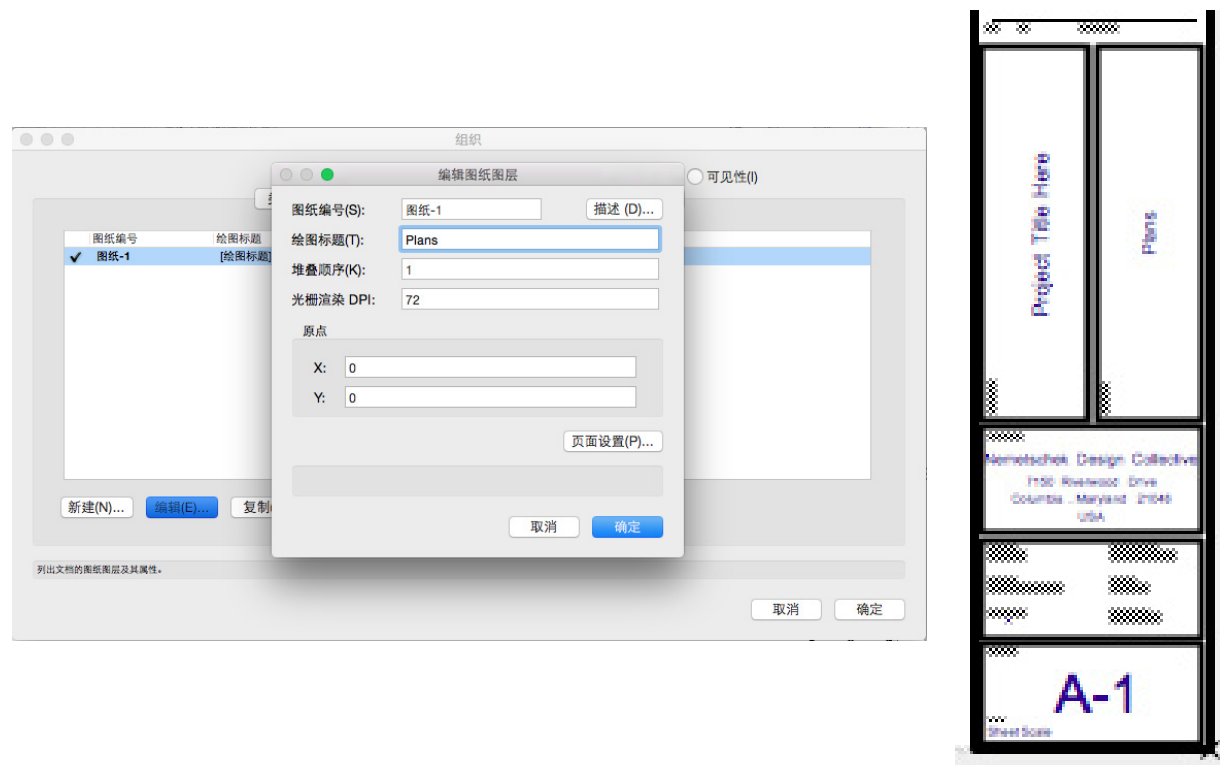 组织
编辑图纸图层
可见性(I)
图纸编号(S):
图纸-1
描述 (D)...
绘图标题(T):
Plans
堆叠顺序(K):
1
光栅渲染 DPI:
72
原点
X:
0
Y:
0
页面设置(P)...
取消
确定
图纸编号
绘图标题
✔ 图纸-1
[绘图标题]
新建(N)...
编辑(E)...
复制
列出文档的图纸图层及其属性。
取消
确定
Project Title Here
Plans
Nemetschek Design Collective
Drive
Columbia, Maryland 21046
USA
A-1
Sheet Scale